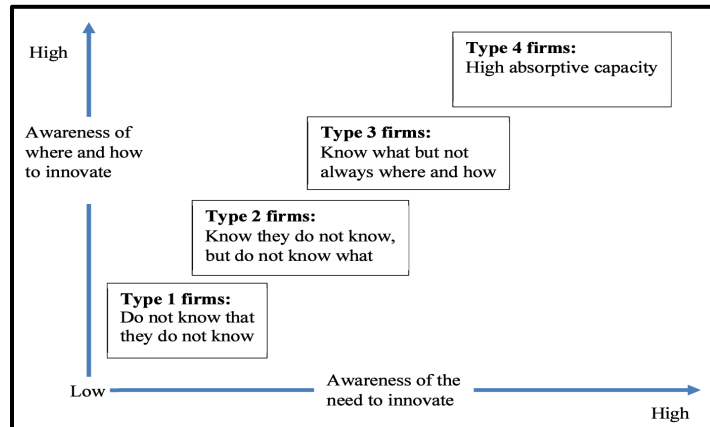 High
Type 4 firms:
High absorptive capacity
Awareness of
where and how
to innovate
Type 3 firms:
Know what but not
always where and how
Type 2 firms:
Know they do not know,
but do not know what
Type 1 firms:
Do not know that
they do not know
Low
Awareness of the
need to innovate
High